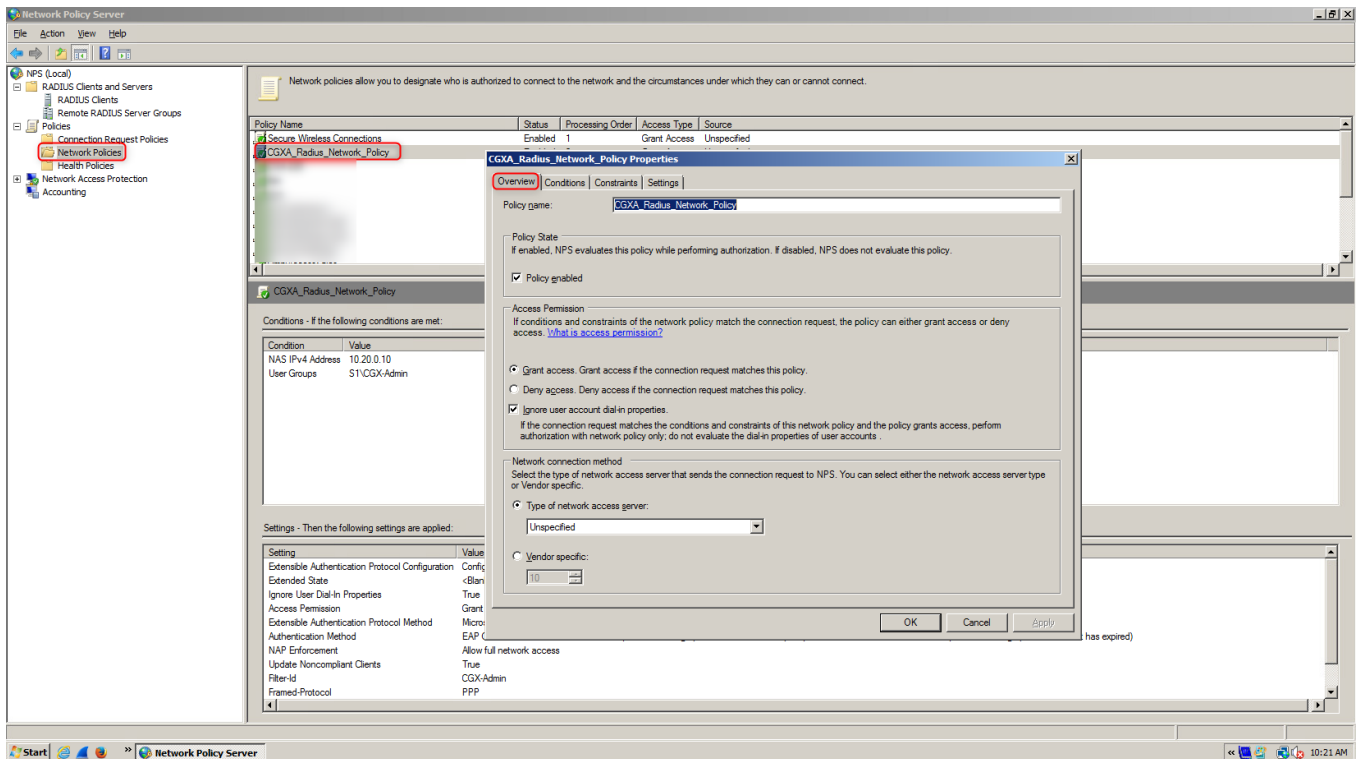 Network Policy Server
File Action View Help
NPS (Local)
RADIUS Clients and Servers
RADIUS Clients
Remote RADIUS Server Groups
Policies
Connection Request Policies
Network Policies
Health Policies
Network Access Protection
Accounting
Network policies allow you to designate who is authorized to connect to the network and the circumstances under which they can or cannot connect.
Policy Name Status Processing Order Access Type Source
Secure Wireless Connections Enabled 1 Grant Access Unspecified
CGXA_Radius_Network_Policy
CGXA_Radius_Network_Policy
Conditions - If the following conditions are met:
Condition Value
NAS IPv4 Address 10.20.0.10
User Groups S1\CGX-Admin
Settings - Then the following settings are applied:
Setting Value
Extensible Authentication Protocol Configuration Config
Extended State <Blan
Ignore User Dial-In Properties True
Access Permission Grant
Extensible Authentication Protocol Method Micro
Authentication Method EAP
has expired)
NAP Enforcement Allow full network access
Update Noncompliant Clients True
Filter-Id CGX-Admin
Framed-Protocol PPP
CGXA_Radius_Network_Policy Properties
Overview Conditions Constraints Settings
Policy name: CGXA_Radius_Network_Policy
Policy State
If enabled, NPS evaluates this policy while performing authorization. If disabled, NPS does not evaluate this policy.
Policy enabled
Access Permission
If conditions and constraints of the network policy match the connection request, the policy can either grant access or deny
access. What is access permission?
Grant access. Grant access if the connection request matches this policy.
Deny access. Deny access if the connection request matches this policy.
Ignore user account dial-in properties.
If the connection request matches the conditions and constraints of this network policy and the policy grants access, perform
authorization with network policy only; do not evaluate the dial-in properties of user accounts .
Network connection method
Select the type of network access server that sends the connection request to NPS. You can select either the network access server type
or Vendor specific.
Type of network access server:
Unspecified
Vendor specific:
10
OK Cancel Apply
Start Network Policy Server 10:21 AM